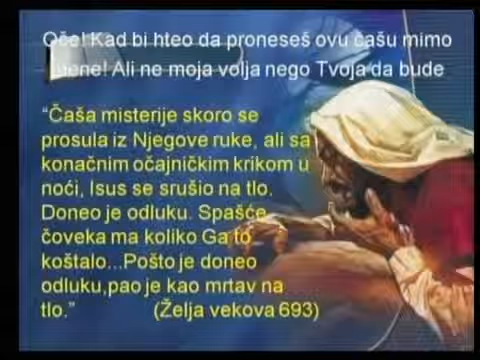 Oče! Kad bi hteo da proneseš ovu čašu mimo
mene! Ali ne moja volja nego Tvoja da bude
“Čaša misterije skoro se
prosula iz Njegove ruke, ali sa
konačnim očajničkim krikom u
noći, Isus se srušio na tlo.
Doneo je odluku. Spašće
čoveka ma koliko Ga to
koštalo...Pošto je doneo
odluku,pao je kao mrtav na
tlo.” (Želja vekova 693)